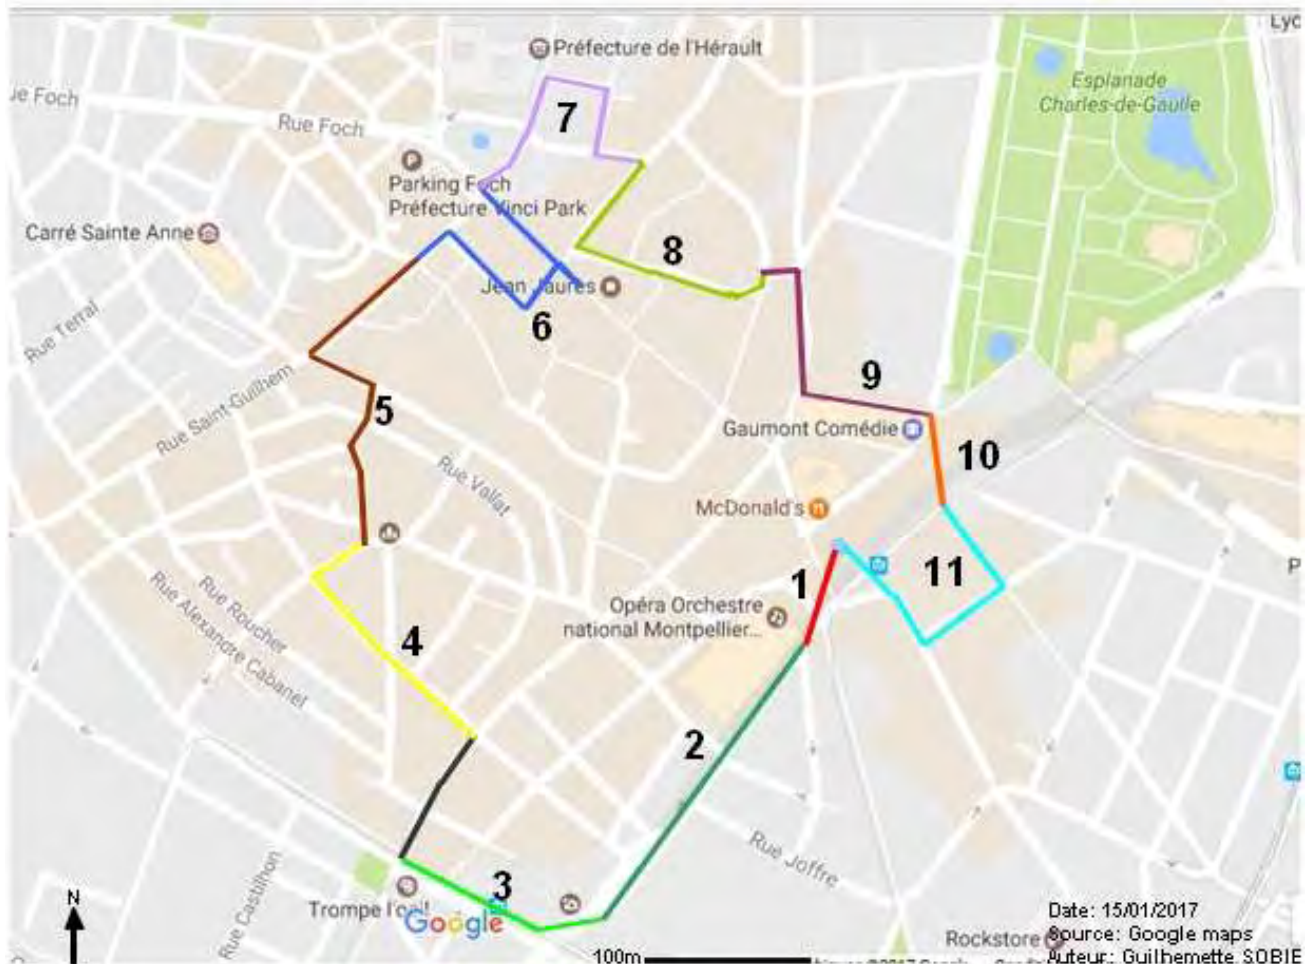 Lyc
Préfecture de l'Hérault
Esplanade
Charles-de-Gaulle
ue Foch
Rue Foch
7
Parking Foch
Préfecture Vinci Park
Carré Sainte Anne
8
Jean Jaurès
6
Rue Terral
9
Rue Saint-Guilhem
5
Gaumont Comédie
10
Rue Vallat
McDonald's
P
11
1
Rue Roucher
Rue Alexandre Cabanel
Opéra Orchestre
national Montpellier...
4
2
Rue Joffre
3
Rue Castilhon
Trompe l'oeil
Google
N
100m
Rockstore
Date: 15/01/2017
Source: Google maps
Auteur: Guilhemette SOBIE